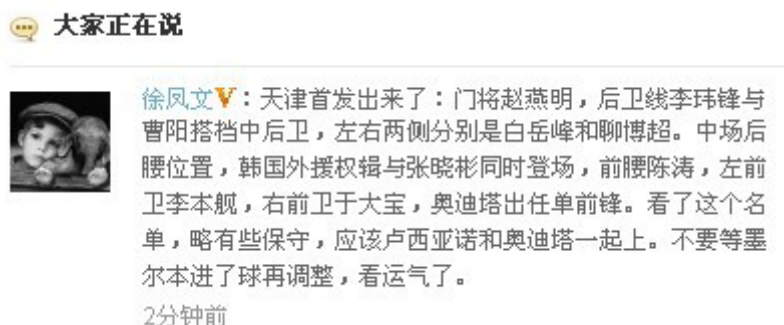 大家正在说
徐凤文V：天津首发出来了：门将赵燕明，后卫线李玮锋与
曹阳搭档中后卫，左右两侧分别是白岳峰和聊博超。中场后
腰位置，韩国外援权辑与张晓彬同时登场，前腰陈涛，左前
卫李本舰，右前卫于大宝，奥迪塔出任单前锋。看了这个名
单，略有些保守，应该卢西亚诺和奥迪塔一起上。不要等墨
尔本进了球再调整，看运气了。
2分钟前